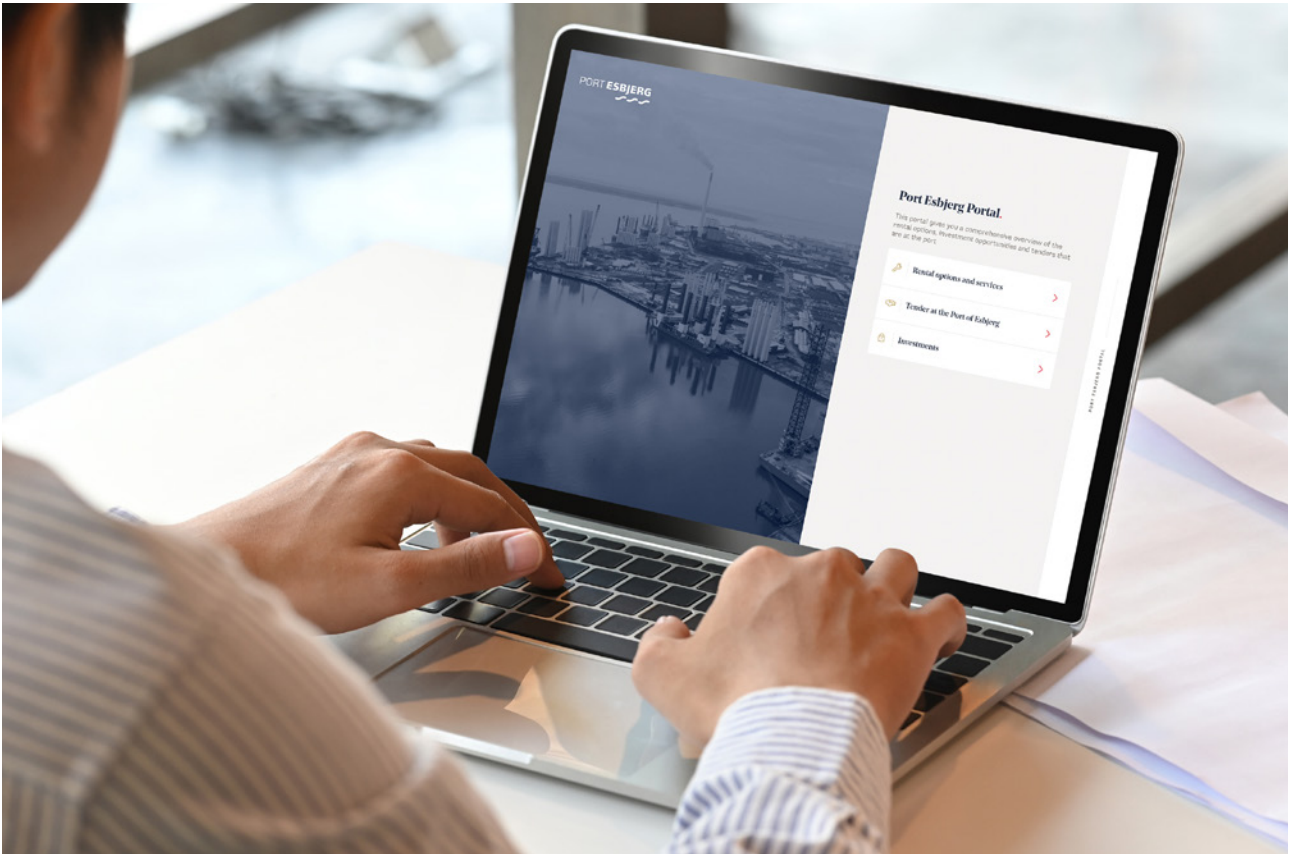 PORT ESBJERG
Port Esbjerg Portal.
This portal gives you a comprehensive overview of the
rental options, investment opportunities and tenders that
are at the port.
Rental options and services
Tender at the Port of Esbjerg
Investments
PORT ESBJERG PORTAL